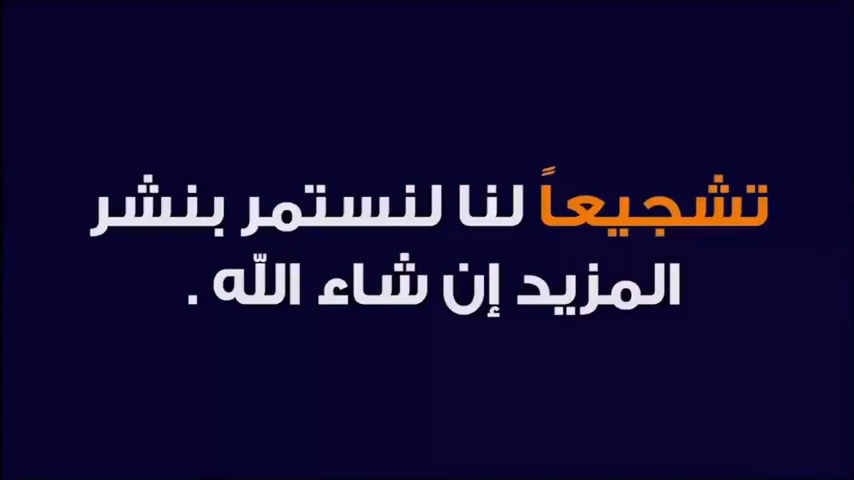 تشجيعاً لنا لنستمر بنشر
المزيد إن شاء الله .